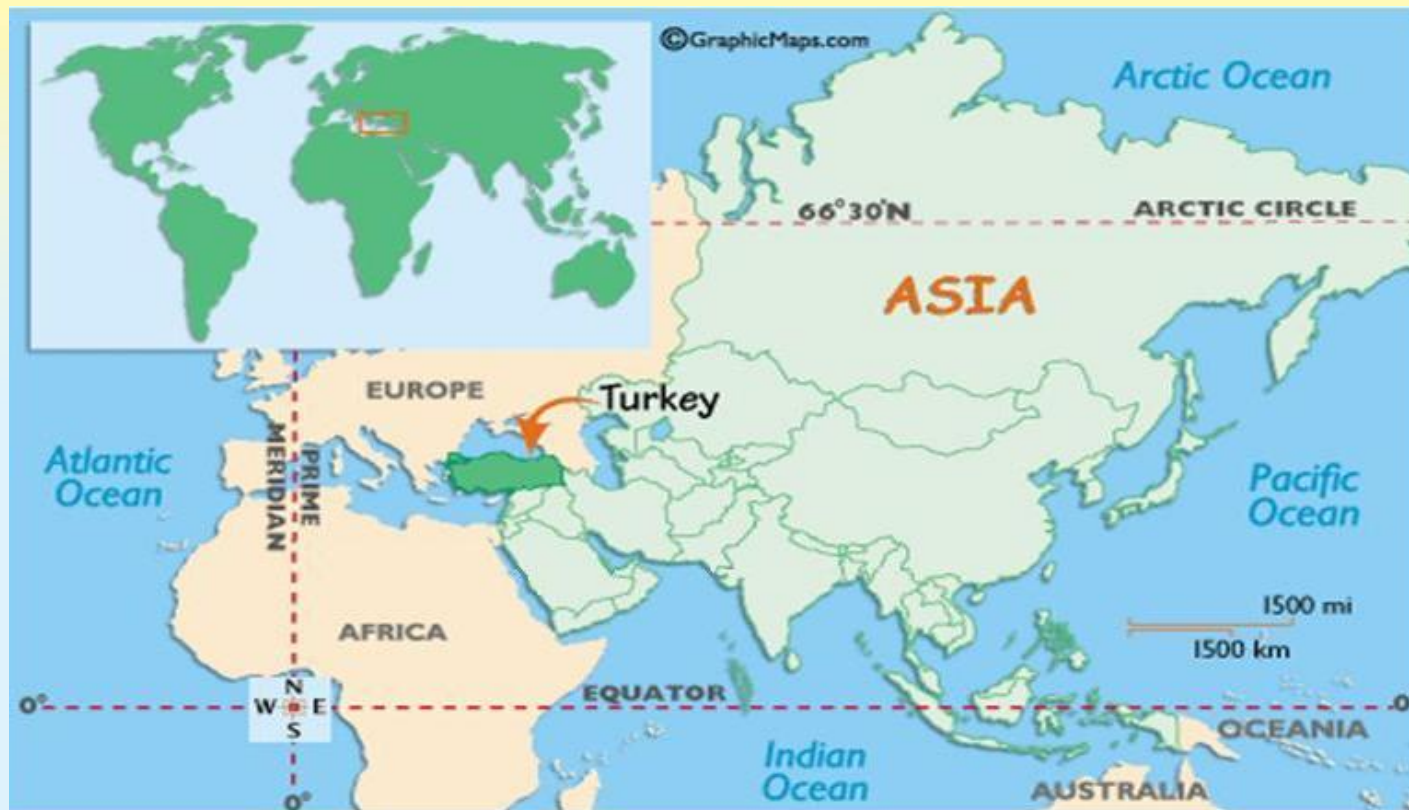 ©GraphicMaps.com
Arctic Ocean
66°30'N
ARCTIC CIRCLE
ASIA
EUROPE
Turkey
Atlantic
Ocean
PRIME
MERIDIAN
Pacific
Ocean
AFRICA
1500 mi
1500 km
N
W E
S
0°
EQUATOR
0
OCEANIA
Indian
Ocean
AUSTRALIA
0°